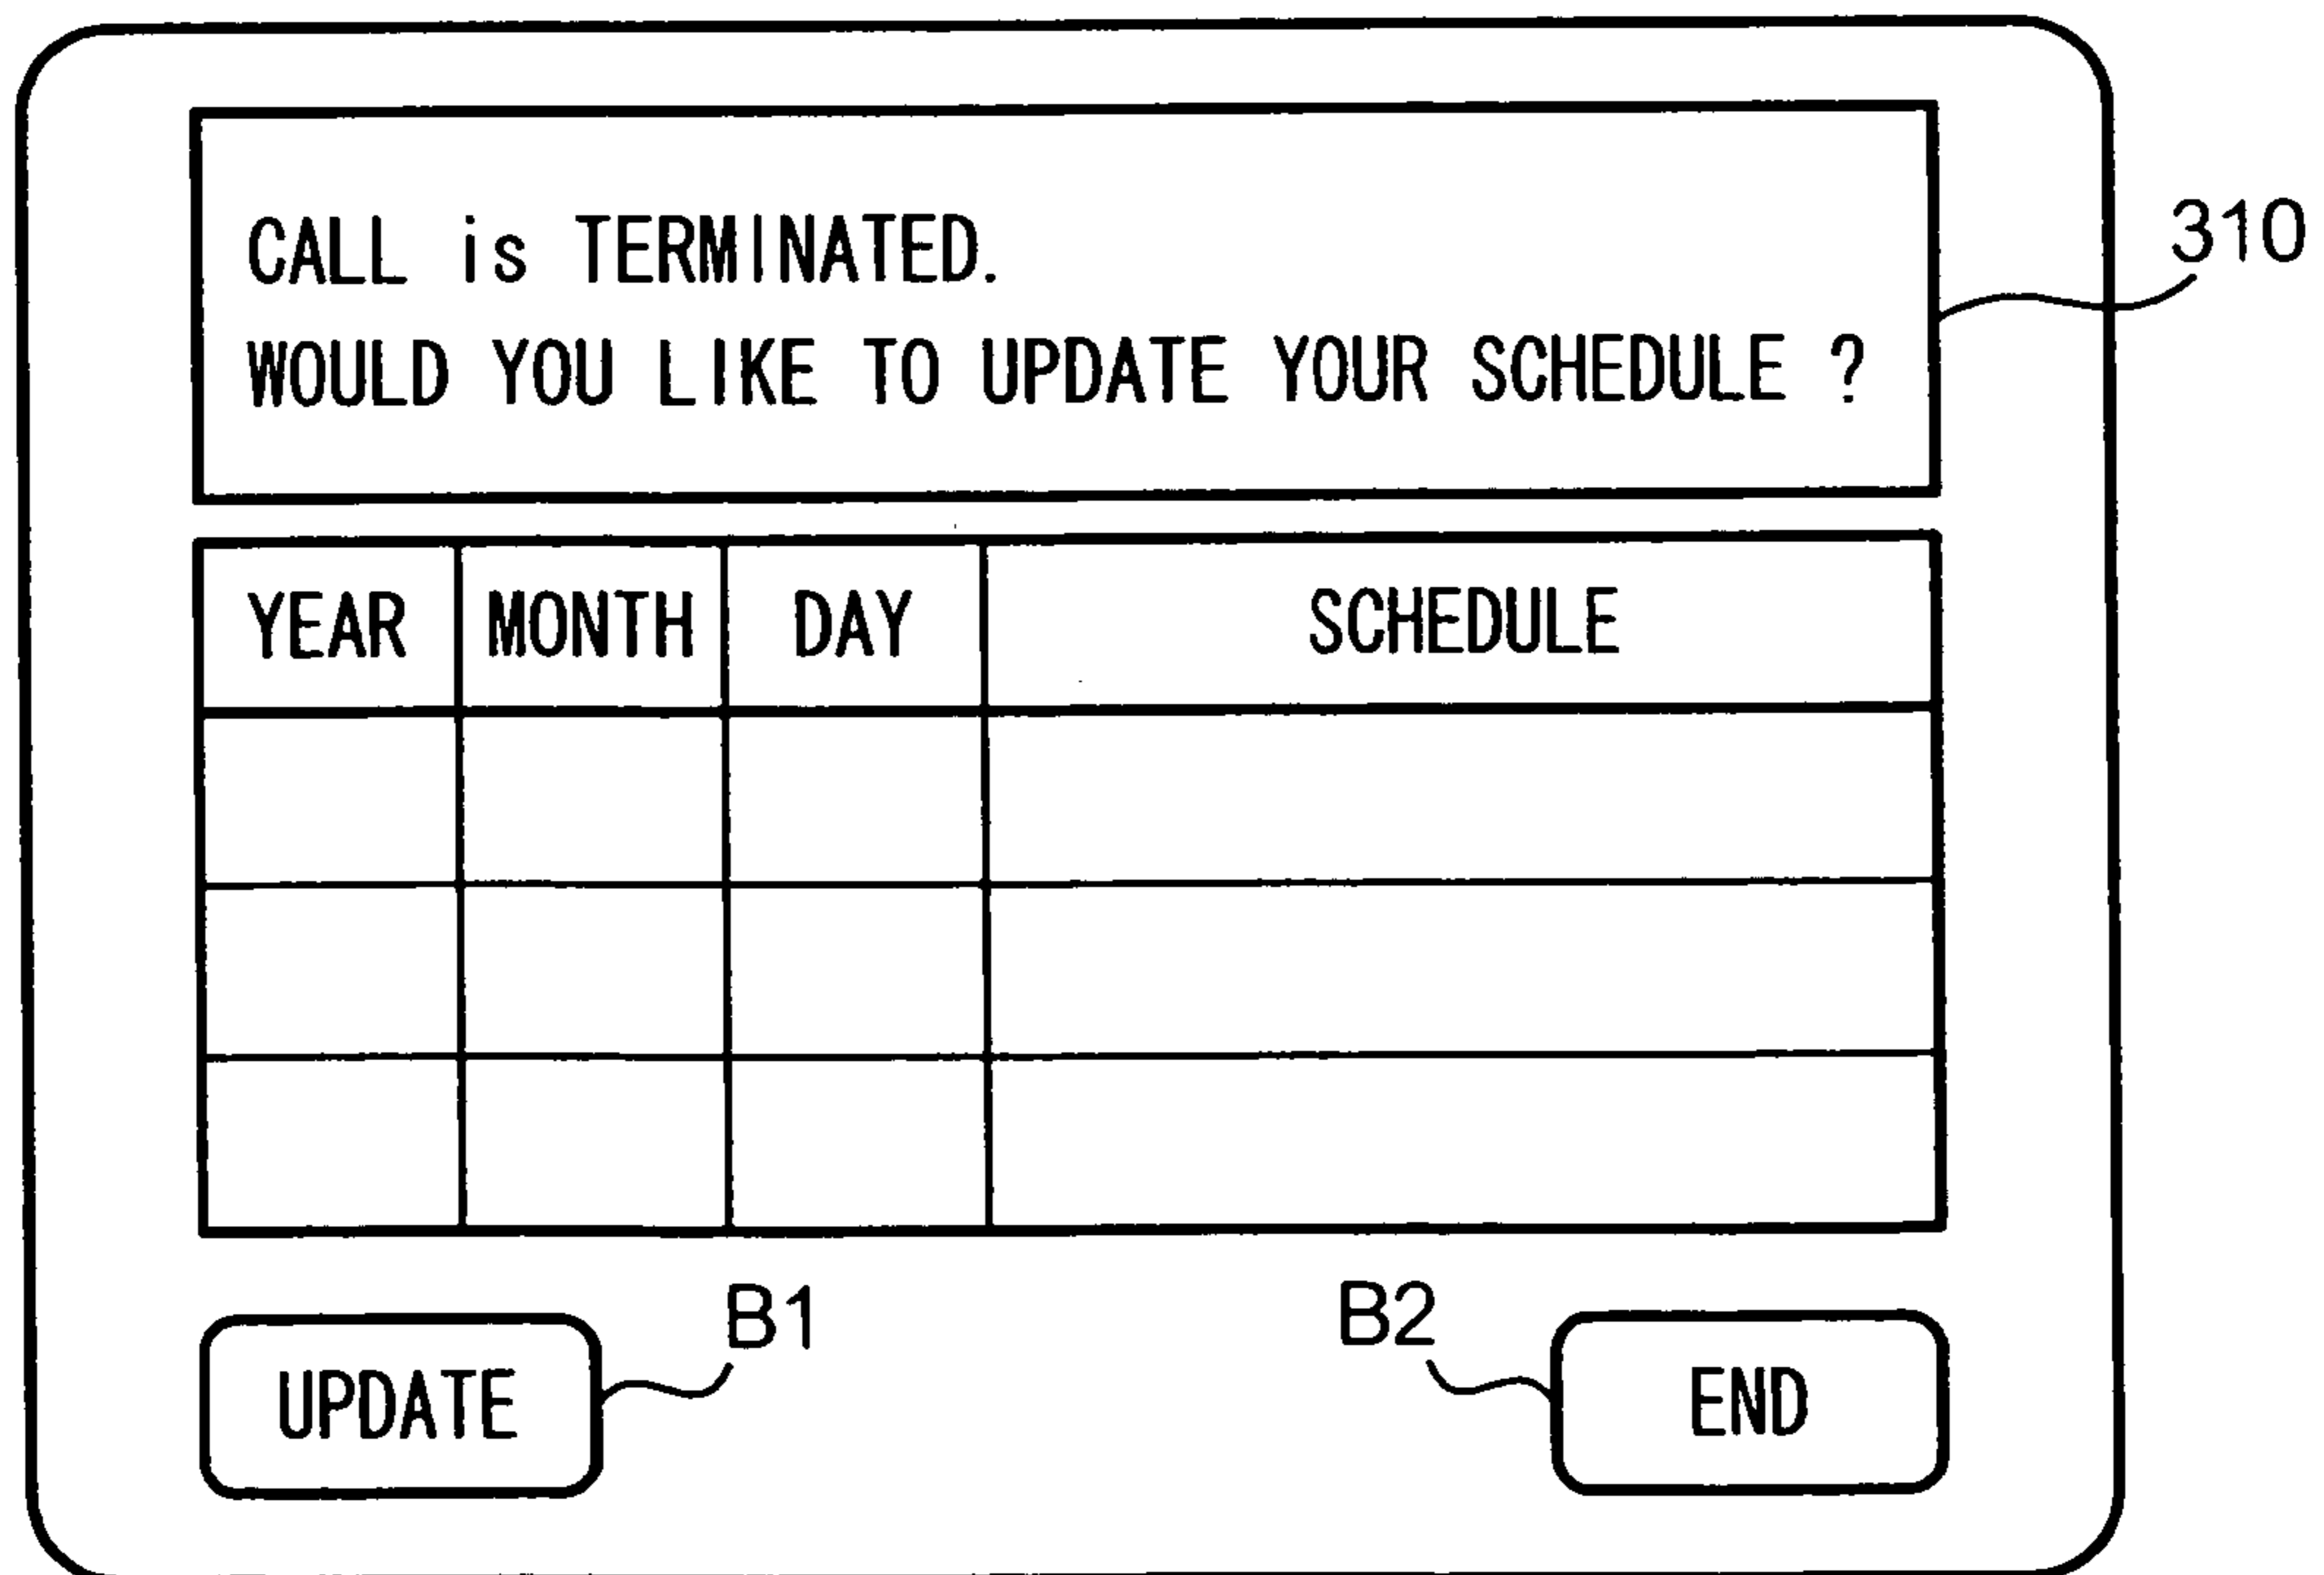 CALL is TERMINATED.
310
WOULD YOU LIKE TO UPDATE YOUR SCHEDULE ?
YEAR MONTH DAY SCHEDULE
B1 B2
UPDATE END